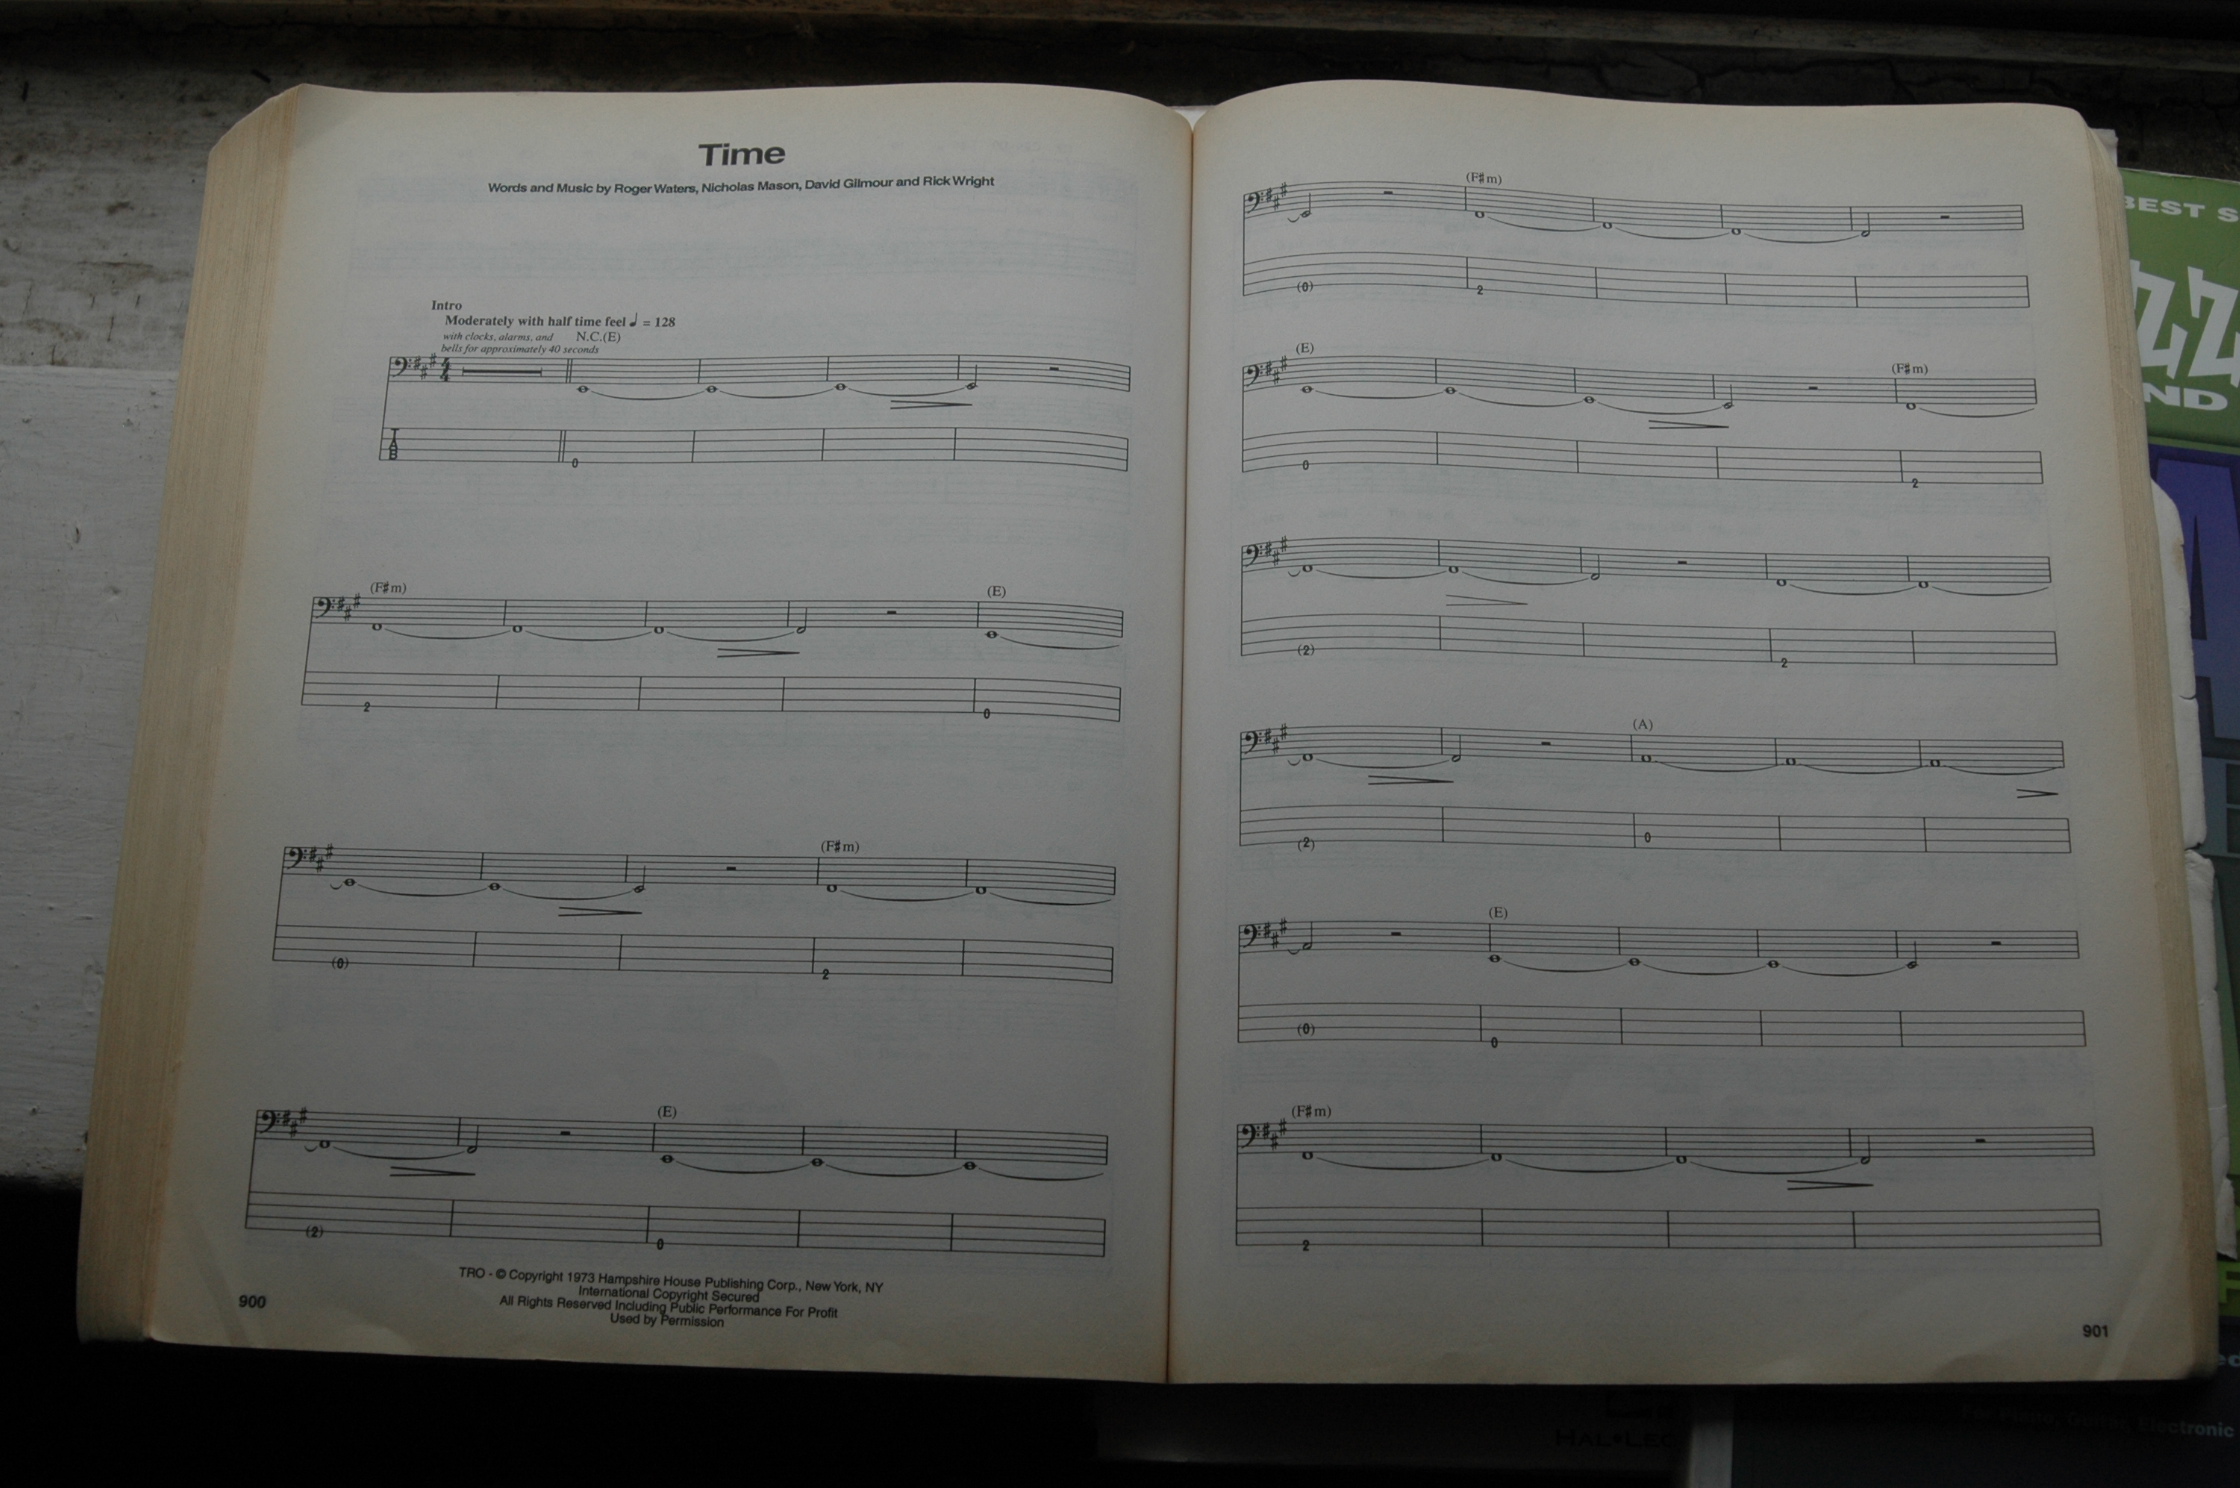 Time
Words and Music by Roger Waters, Nicholas Mason, David Gilmour and Rick Wright
Intro
Moderately with half time feel ♩ = 128
with clocks, alarms, and N.C.(E)
bells for approximately 40 seconds
4
4
T
A
B
0
(F♯m) (E)
2 0
(F♯m)
(0) 2
(E)
(2) 0
TRO - © Copyright 1973 Hampshire House Publishing Corp., New York, NY
International Copyright Secured
All Rights Reserved Including Public Performance For Profit
Used by Permission
900
(F♯m)
(0) 2
(E) (F♯m)
0 2
(2) 2
(A)
(2) 0
(E)
(0) 0
(F♯m)
2
901
BEST S
ZZ
ND
Electronic
HAL•LEO